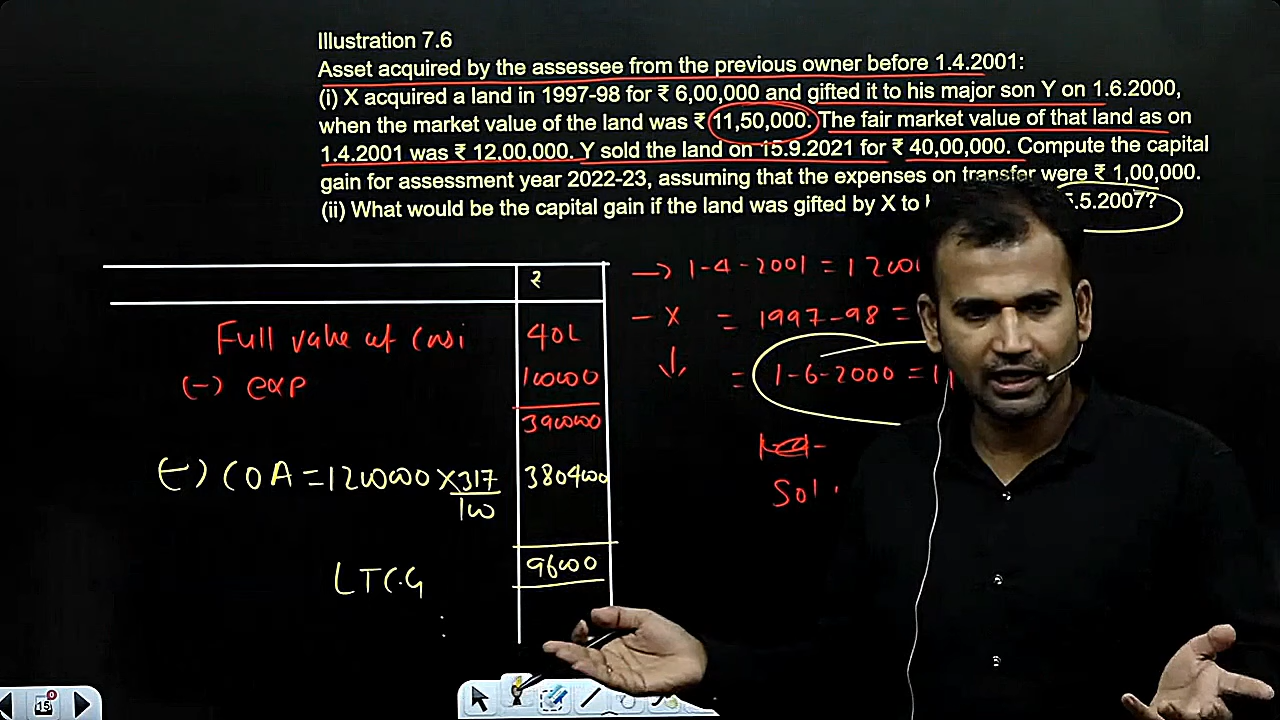 Illustration 7.6
Asset acquired by the assessee from the previous owner before 1.4.2001:
(i) X acquired a land in 1997-98 for ₹ 6,00,000 and gifted it to his major son Y on 1.6.2000,
when the market value of the land was ₹ 11,50,000. The fair market value of that land as on
1.4.2001 was ₹ 12,00,000. Y sold the land on 15.9.2021 for ₹ 40,00,000. Compute the capital
gain for assessment year 2022-23, assuming that the expenses on transfer were ₹ 1,00,000.
(ii) What would be the capital gain if the land was gifted by X to .5.2007?
₹
→ 1-4-2001 = 1200
Full value of Consi 40L
- X = 1997-98 =
(-) exp 100000
↓ = 1-6-2000 = 11
3900000
(-) COA = 1200000 × 317/100 3804000
Sol
LTCG 96000
15
0